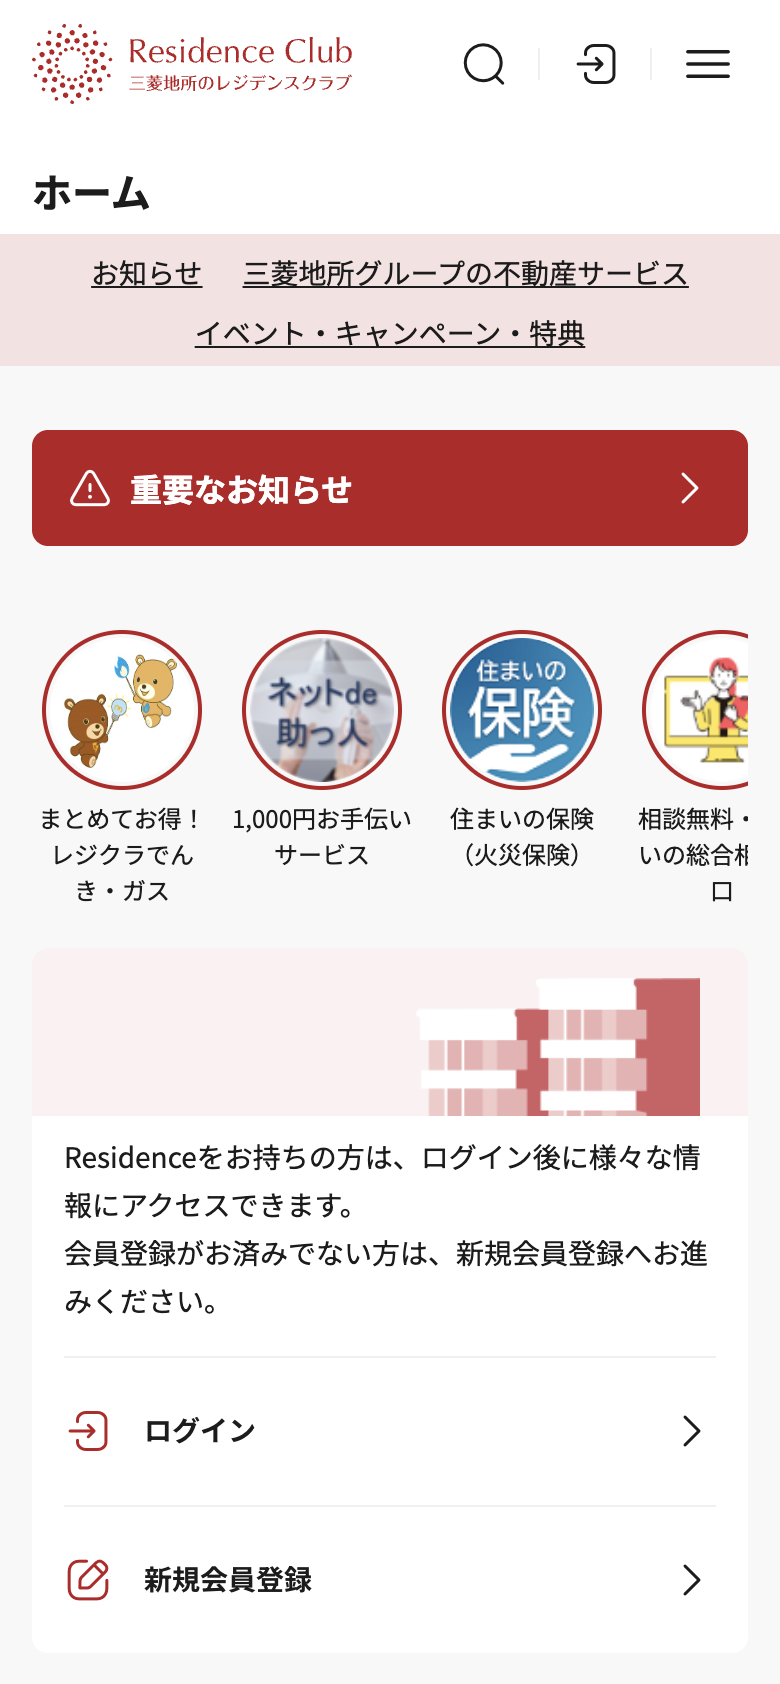 Residence Club
三菱地所のレジデンスクラブ
ホーム
お知らせ 三菱地所グループの不動産サービス
イベント・キャンペーン・特典
重要なお知らせ
ネットde
助っ人
住まいの
保険
まとめてお得！
レジクラでん
き・ガス
1,000円お手伝い
サービス
住まいの保険
（火災保険）
相談無料・
いの総合相
口
Residenceをお持ちの方は、ログイン後に様々な情
報にアクセスできます。
会員登録がお済みでない方は、新規会員登録へお進
みください。
ログイン
新規会員登録